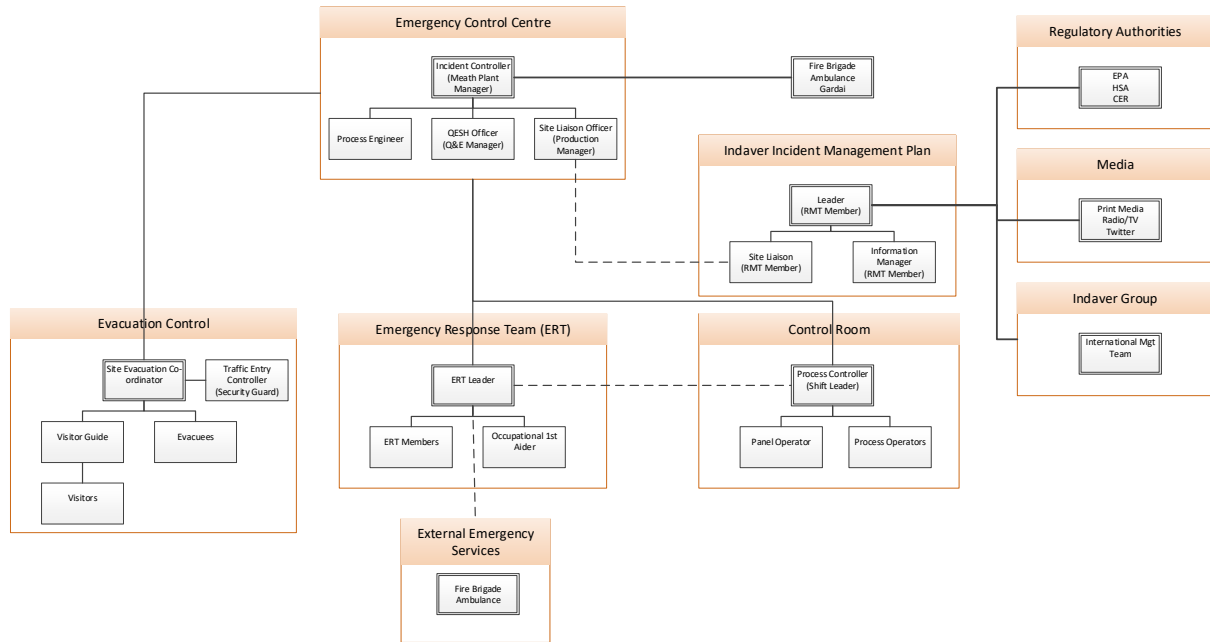 Emergency Control Centre
Incident Controller
(Meath Plant
Manager)
Process Engineer
QESH Officer
(Q&E Manager)
Site Liaison Officer
(Production
Manager)
Fire Brigade
Ambulance
Gardai
Regulatory Authorities
EPA
HSA
CER
Indaver Incident Management Plan
Leader
(RMT Member)
Site Liaison
(RMT Member)
Information
Manager
(RMT Member)
Media
Print Media
Radio/TV
Twitter
Indaver Group
International Mgt
Team
Evacuation Control
Site Evacuation Co-
ordinator
Traffic Entry
Controller
(Security Guard)
Visitor Guide
Evacuees
Visitors
Emergency Response Team (ERT)
ERT Leader
ERT Members
Occupational 1st
Aider
Control Room
Process Controller
(Shift Leader)
Panel Operator
Process Operators
External Emergency
Services
Fire Brigade
Ambulance